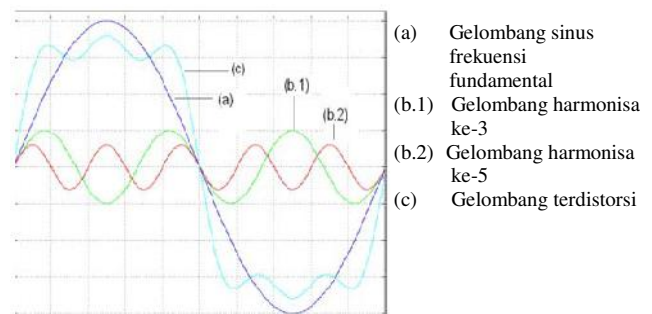 (c)
(a)
(b.1)
(b.2)
(a) Gelombang sinus
frekuensi
fundamental
(b.1) Gelombang harmonisa
ke-3
(b.2) Gelombang harmonisa
ke-5
(c) Gelombang terdistorsi